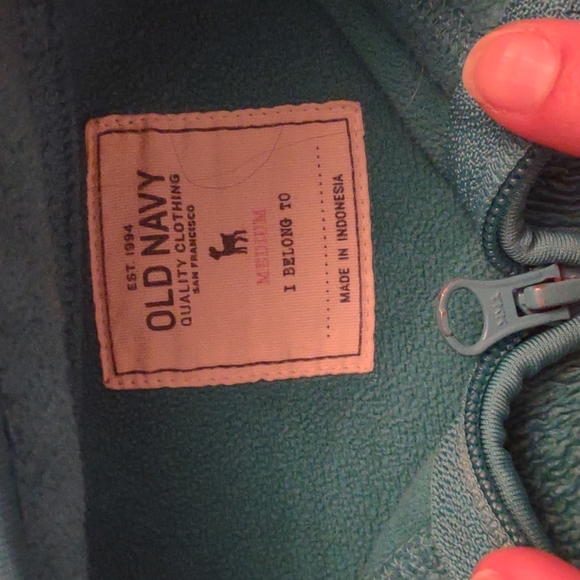 EST. 1994
OLD NAVY
QUALITY CLOTHING
SAN FRANCISCO
MEDIUM
I BELONG TO
MADE IN INDONESIA